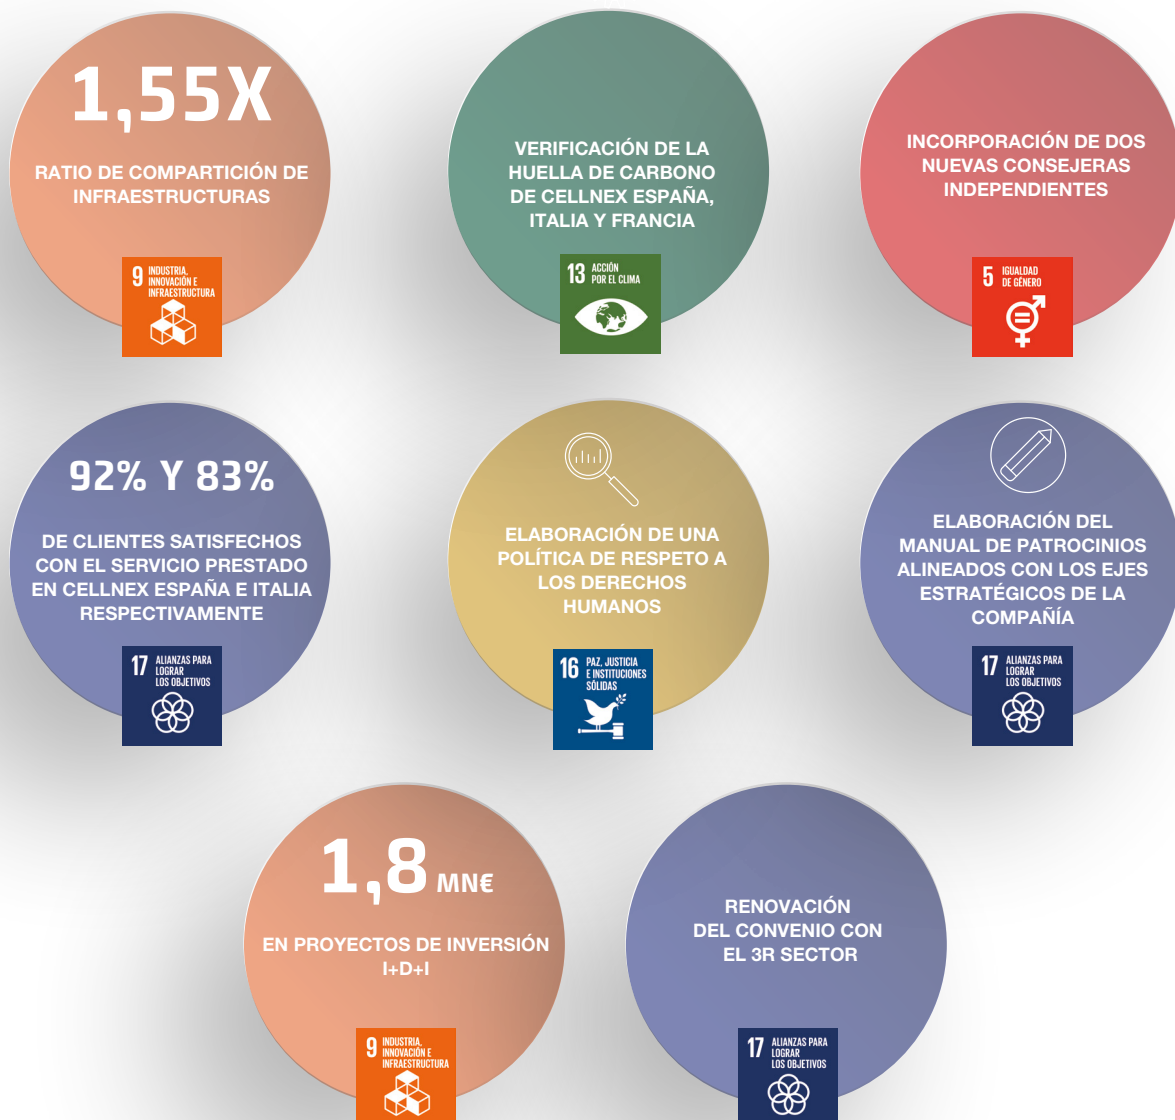 1,55X
RATIO DE COMPARTICIÓN DE
INFRAESTRUCTURAS
9 INDUSTRIA,
INNOVACIÓN E
INFRAESTRUCTURA
VERIFICACIÓN DE LA
HUELLA DE CARBONO
DE CELLNEX ESPAÑA,
ITALIA Y FRANCIA
13 ACCIÓN
POR EL CLIMA
INCORPORACIÓN DE DOS
NUEVAS CONSEJERAS
INDEPENDIENTES
5 IGUALDAD
DE GÉNERO
92% Y 83%
DE CLIENTES SATISFECHOS
CON EL SERVICIO PRESTADO
EN CELLNEX ESPAÑA E ITALIA
RESPECTIVAMENTE
17 ALIANZAS PARA
LOGRAR
LOS OBJETIVOS
ELABORACIÓN DE UNA
POLÍTICA DE RESPETO A
LOS DERECHOS
HUMANOS
16 PAZ, JUSTICIA
E INSTITUCIONES
SÓLIDAS
ELABORACIÓN DEL
MANUAL DE PATROCINIOS
ALINEADOS CON LOS EJES
ESTRATÉGICOS DE LA
COMPAÑÍA
17 ALIANZAS PARA
LOGRAR
LOS OBJETIVOS
1,8 MN€
EN PROYECTOS DE INVERSIÓN
I+D+I
9 INDUSTRIA,
INNOVACIÓN E
INFRAESTRUCTURA
RENOVACIÓN
DEL CONVENIO CON
EL 3R SECTOR
17 ALIANZAS PARA
LOGRAR
LOS OBJETIVOS